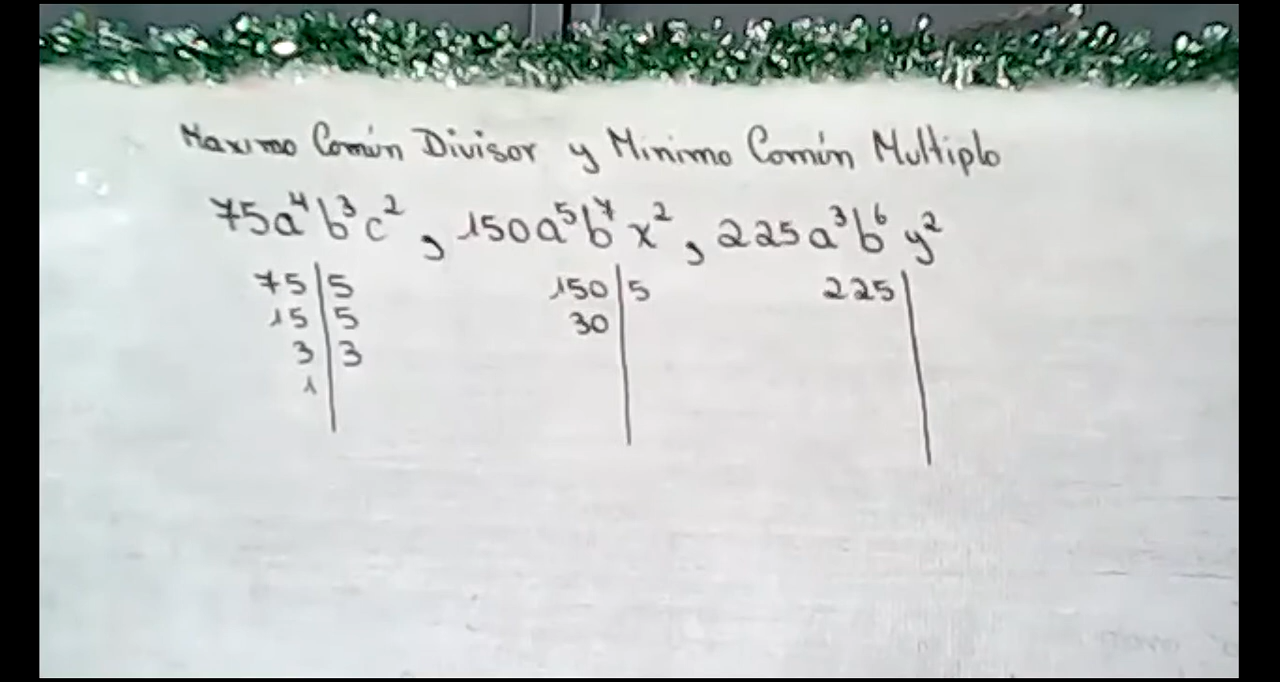 Maximo Común Divisor y Minimo Común Multiplo
75a⁴b³c² , 150a⁵b⁷x² , 225a³b⁶y²
75 | 5 150 | 5 225 |
15 | 5 30 |
3 | 3
1 |